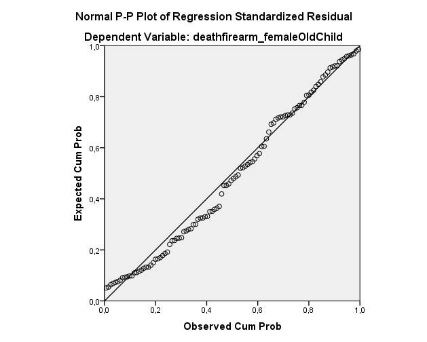 Normal P-P Plot of Regression Standardized Residual
Dependent Variable: deathfirearm_femaleOldChild
Expected Cum Prob
1,0
0,8
0,6
0,4
0,2
0,0
0,0 0,2 0,4 0,6 0,8 1,0
Observed Cum Prob